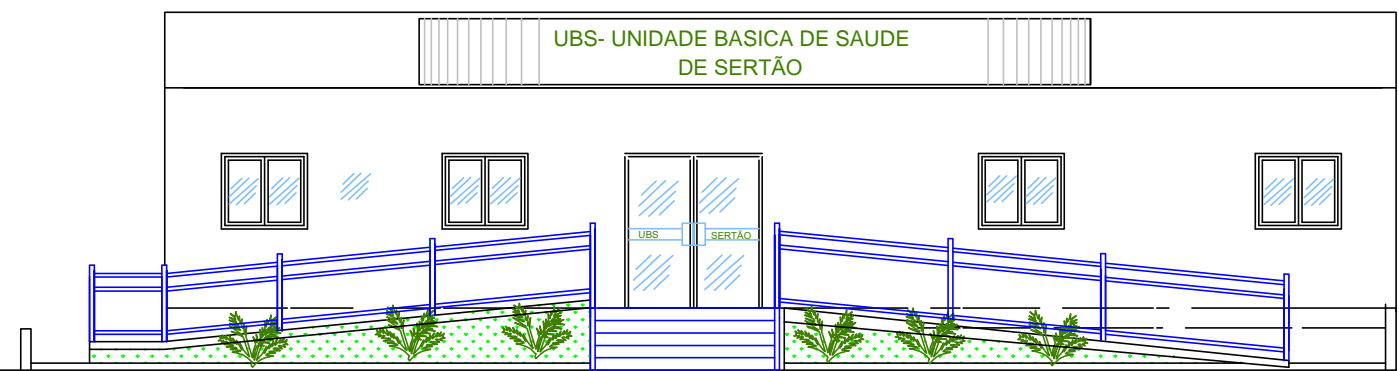 UBS- UNIDADE BASICA DE SAUDE
DE SERTÃO
UBS SERTÃO